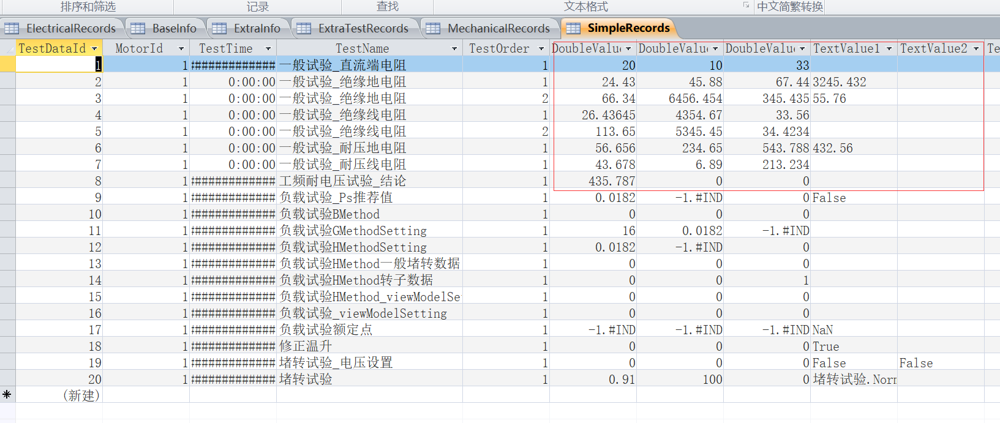 排序和筛选 记录 查找 文本格式 中文简繁转换
ElectricalRecords BaseInfo ExtraInfo ExtraTestRecords MechanicalRecords SimpleRecords
TestDataId MotorId TestTime TestName TestOrder DoubleValu DoubleValu DoubleValu TextValue1 TextValue2 Te
1 1 ############# 一般试验_直流端电阻 1 20 10 33
2 1 0:00:00 一般试验_绝缘地电阻 1 24.43 45.88 67.44 3245.432
3 1 0:00:00 一般试验_绝缘地电阻 2 66.34 6456.454 345.435 55.76
4 1 0:00:00 一般试验_绝缘线电阻 1 26.43645 4354.67 33.56
5 1 0:00:00 一般试验_绝缘线电阻 2 113.65 5345.45 34.4234
6 1 0:00:00 一般试验_耐压地电阻 1 56.656 234.65 543.788 432.56
7 1 0:00:00 一般试验_耐压线电阻 1 43.678 6.89 213.234
8 1 ############# 工频耐电压试验_结论 1 435.787 0 0
9 1 ############# 负载试验_Ps推荐值 1 0.0182 -1.#IND 0 False
10 1 ############# 负载试验BMethod 1 0 0 0
11 1 ############# 负载试验GMethodSetting 1 16 0.0182 -1.#IND
12 1 ############# 负载试验HMethodSetting 1 0.0182 -1.#IND 0
13 1 ############# 负载试验HMethod一般堵转数据 1 0 0 0
14 1 ############# 负载试验HMethod转子数据 1 0 0 1
15 1 ############# 负载试验HMethod_viewModelSe 1 0 0 0
16 1 ############# 负载试验_viewModelSetting 1 0 0 0
17 1 ############# 负载试验额定点 1 -1.#IND -1.#IND -1.#IND NaN
18 1 ############# 修正温升 1 0 0 0 True
19 1 ############# 堵转试验_电压设置 1 0 0 0 False False
20 1 ############# 堵转试验 1 0.91 100 0 堵转试验.Norm
(新建)